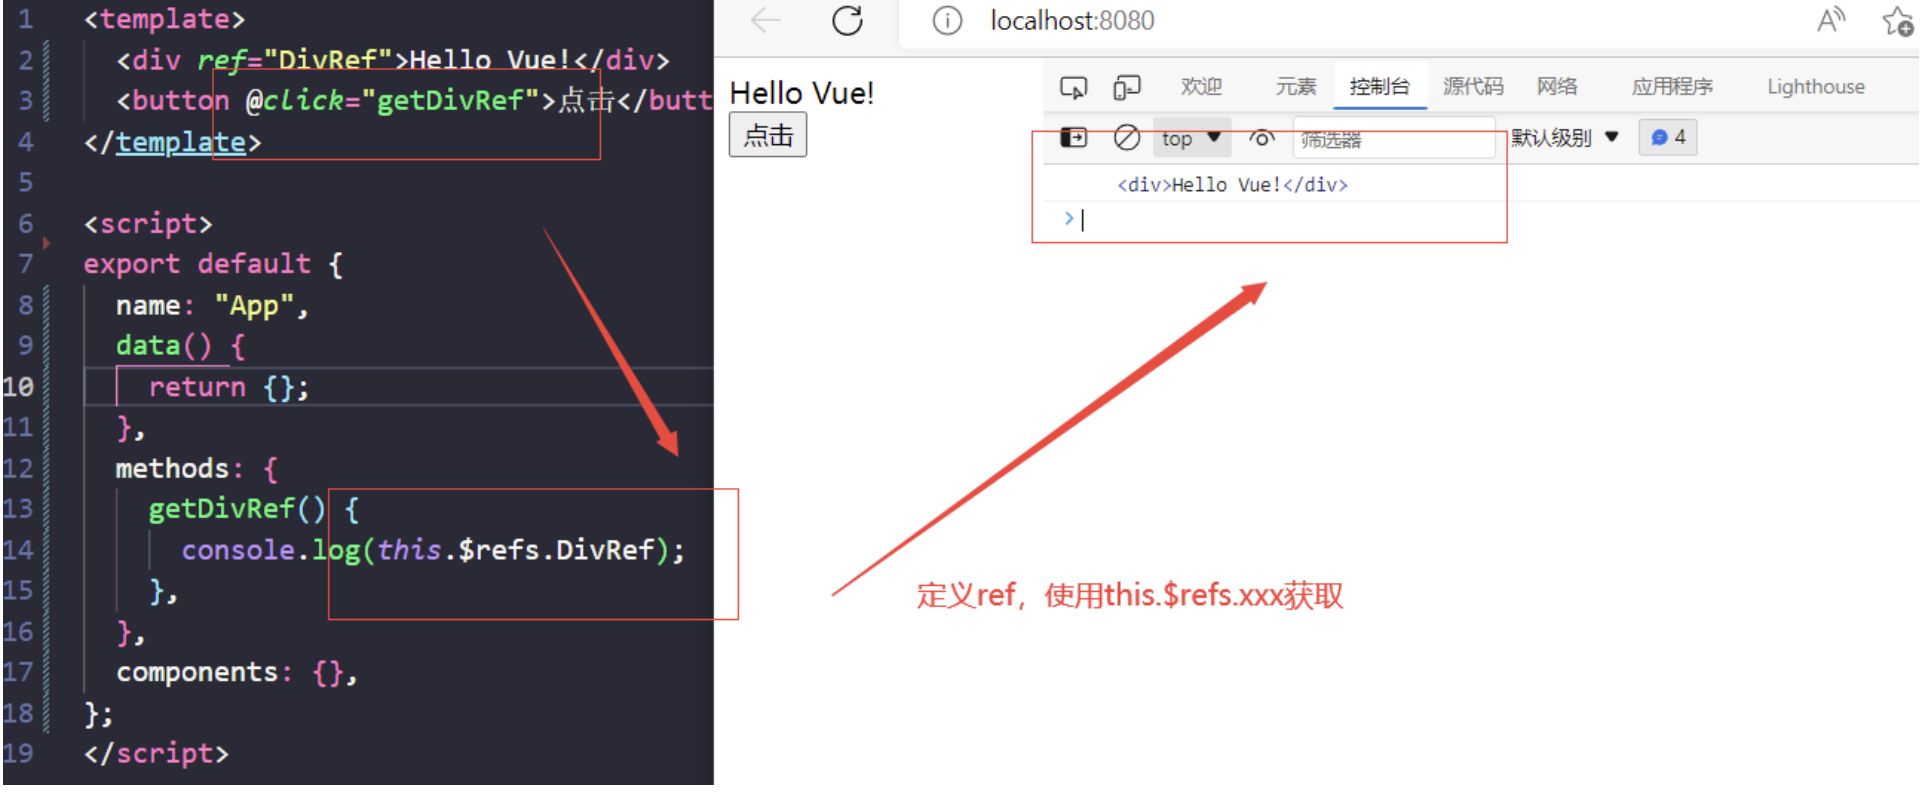 1 <template>
2 <div ref="DivRef">Hello Vue!</div>
3 <button @click="getDivRef">点击</butt
4 </template>
5
6 <script>
7 export default {
8 name: "App",
9 data() {
10 return {};
11 },
12 methods: {
13 getDivRef() {
14 console.log(this.$refs.DivRef);
15 },
16 },
17 components: {},
18 };
19 </script>
localhost:8080
Hello Vue!
点击
欢迎 元素 控制台 源代码 网络 应用程序 Lighthouse
top 筛选器 默认级别 4
<div>Hello Vue!</div>
定义ref，使用this.$refs.xxx获取